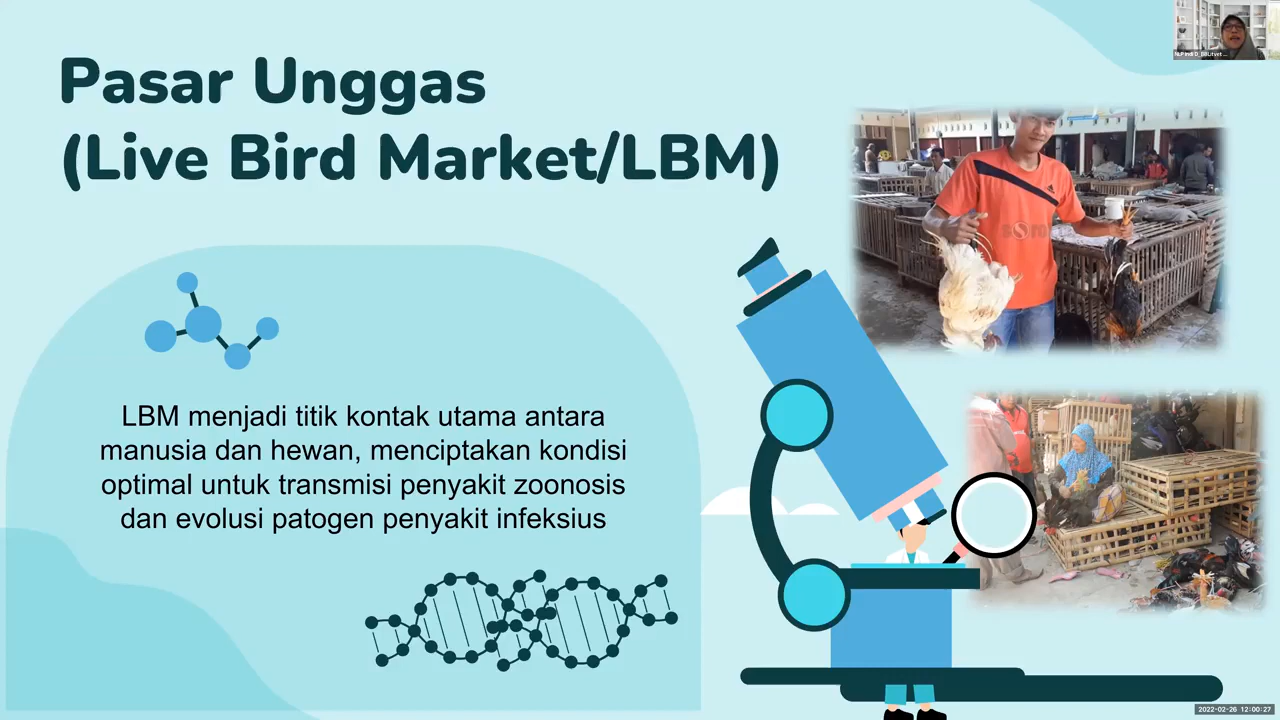 Pasar Unggas
(Live Bird Market/LBM)
LBM menjadi titik kontak utama antara
manusia dan hewan, menciptakan kondisi
optimal untuk transmisi penyakit zoonosis
dan evolusi patogen penyakit infeksius
2022-02-26 12:00:27